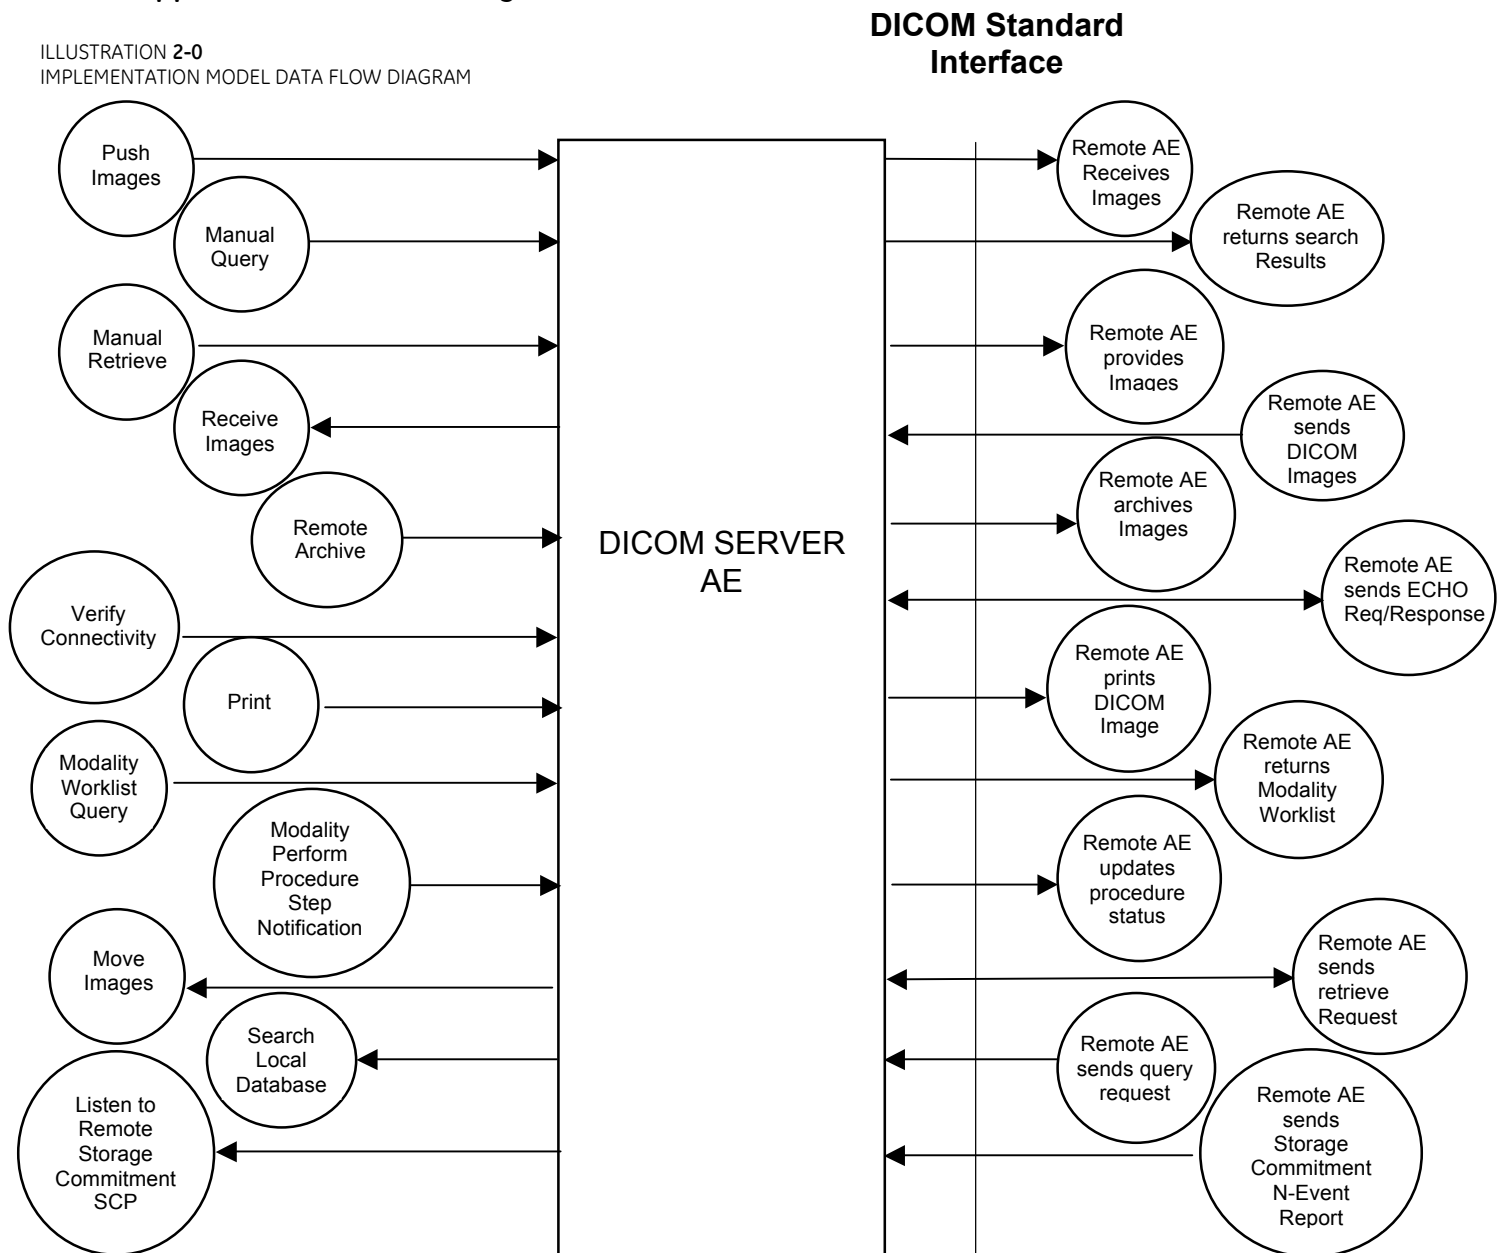 DICOM Standard
Interface
ILLUSTRATION 2-0
IMPLEMENTATION MODEL DATA FLOW DIAGRAM
Push
Images
Manual
Query
Manual
Retrieve
Receive
Images
Remote
Archive
Verify
Connectivity
Print
Modality
Worklist
Query
Modality
Perform
Procedure
Step
Notification
Move
Images
Search
Local
Database
Listen to
Remote
Storage
Commitment
SCP
DICOM SERVER
AE
Remote AE
Receives
Images
Remote AE
returns search
Results
Remote AE
provides
Images
Remote AE
sends
DICOM
Images
Remote AE
archives
Images
Remote AE
sends ECHO
Req/Response
Remote AE
prints
DICOM
Image
Remote AE
returns
Modality
Worklist
Remote AE
updates
procedure
status
Remote AE
sends
retrieve
Request
Remote AE
sends query
request
Remote AE
sends
Storage
Commitment
N-Event
Report